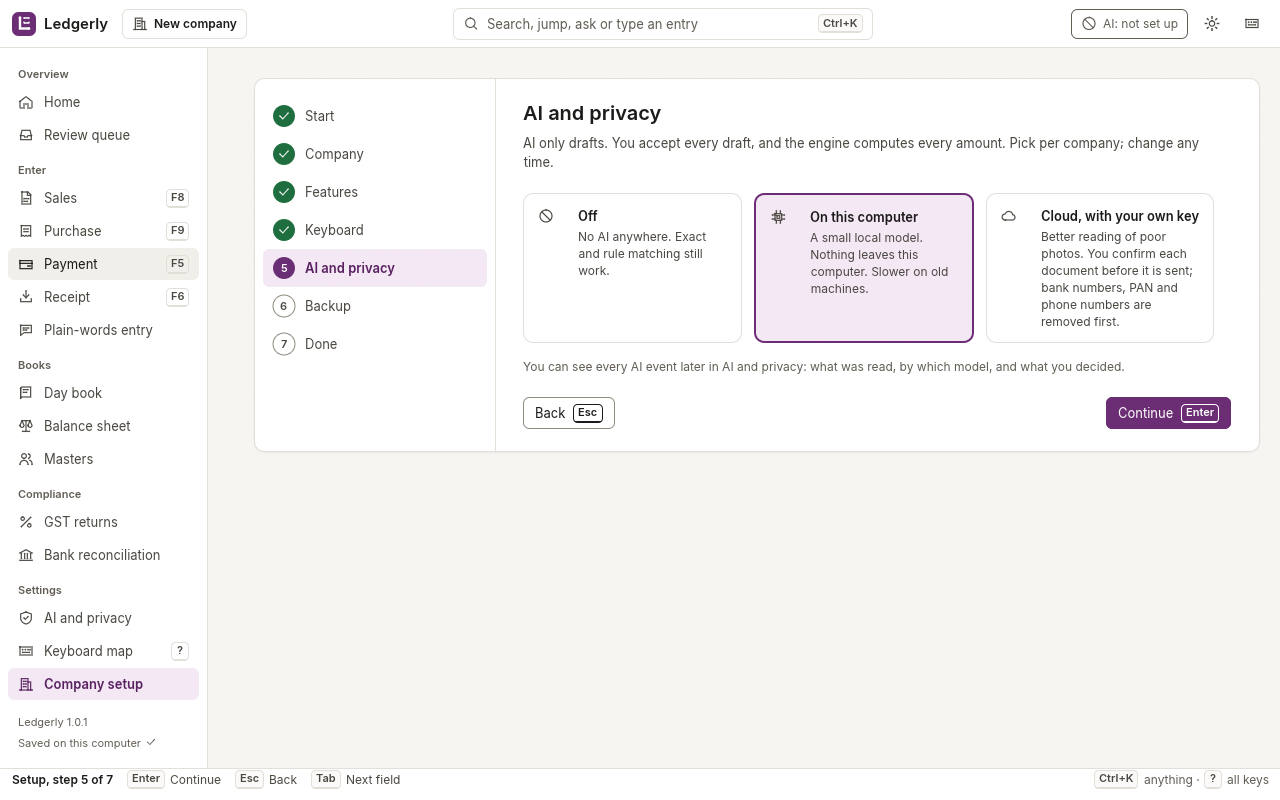 Ledgerly
New company
Search, jump, ask or type an entry
Ctrl+K
AI: not set up
Overview
Home
Review queue
Enter
Sales F8
Purchase F9
Payment F5
Receipt F6
Plain-words entry
Books
Day book
Balance sheet
Masters
Compliance
GST returns
Bank reconciliation
Settings
AI and privacy
Keyboard map ?
Company setup
Ledgerly 1.0.1
Saved on this computer
Start
Company
Features
Keyboard
5 AI and privacy
6 Backup
7 Done
AI and privacy
AI only drafts. You accept every draft, and the engine computes every amount. Pick per company; change any
time.
Off
No AI anywhere. Exact
and rule matching still
work.
On this computer
A small local model.
Nothing leaves this
computer. Slower on old
machines.
Cloud, with your own key
Better reading of poor
photos. You confirm each
document before it is sent;
bank numbers, PAN and
phone numbers are
removed first.
You can see every AI event later in AI and privacy: what was read, by which model, and what you decided.
Back Esc
Continue Enter
Setup, step 5 of 7 Enter Continue Esc Back Tab Next field
Ctrl+K anything · ? all keys